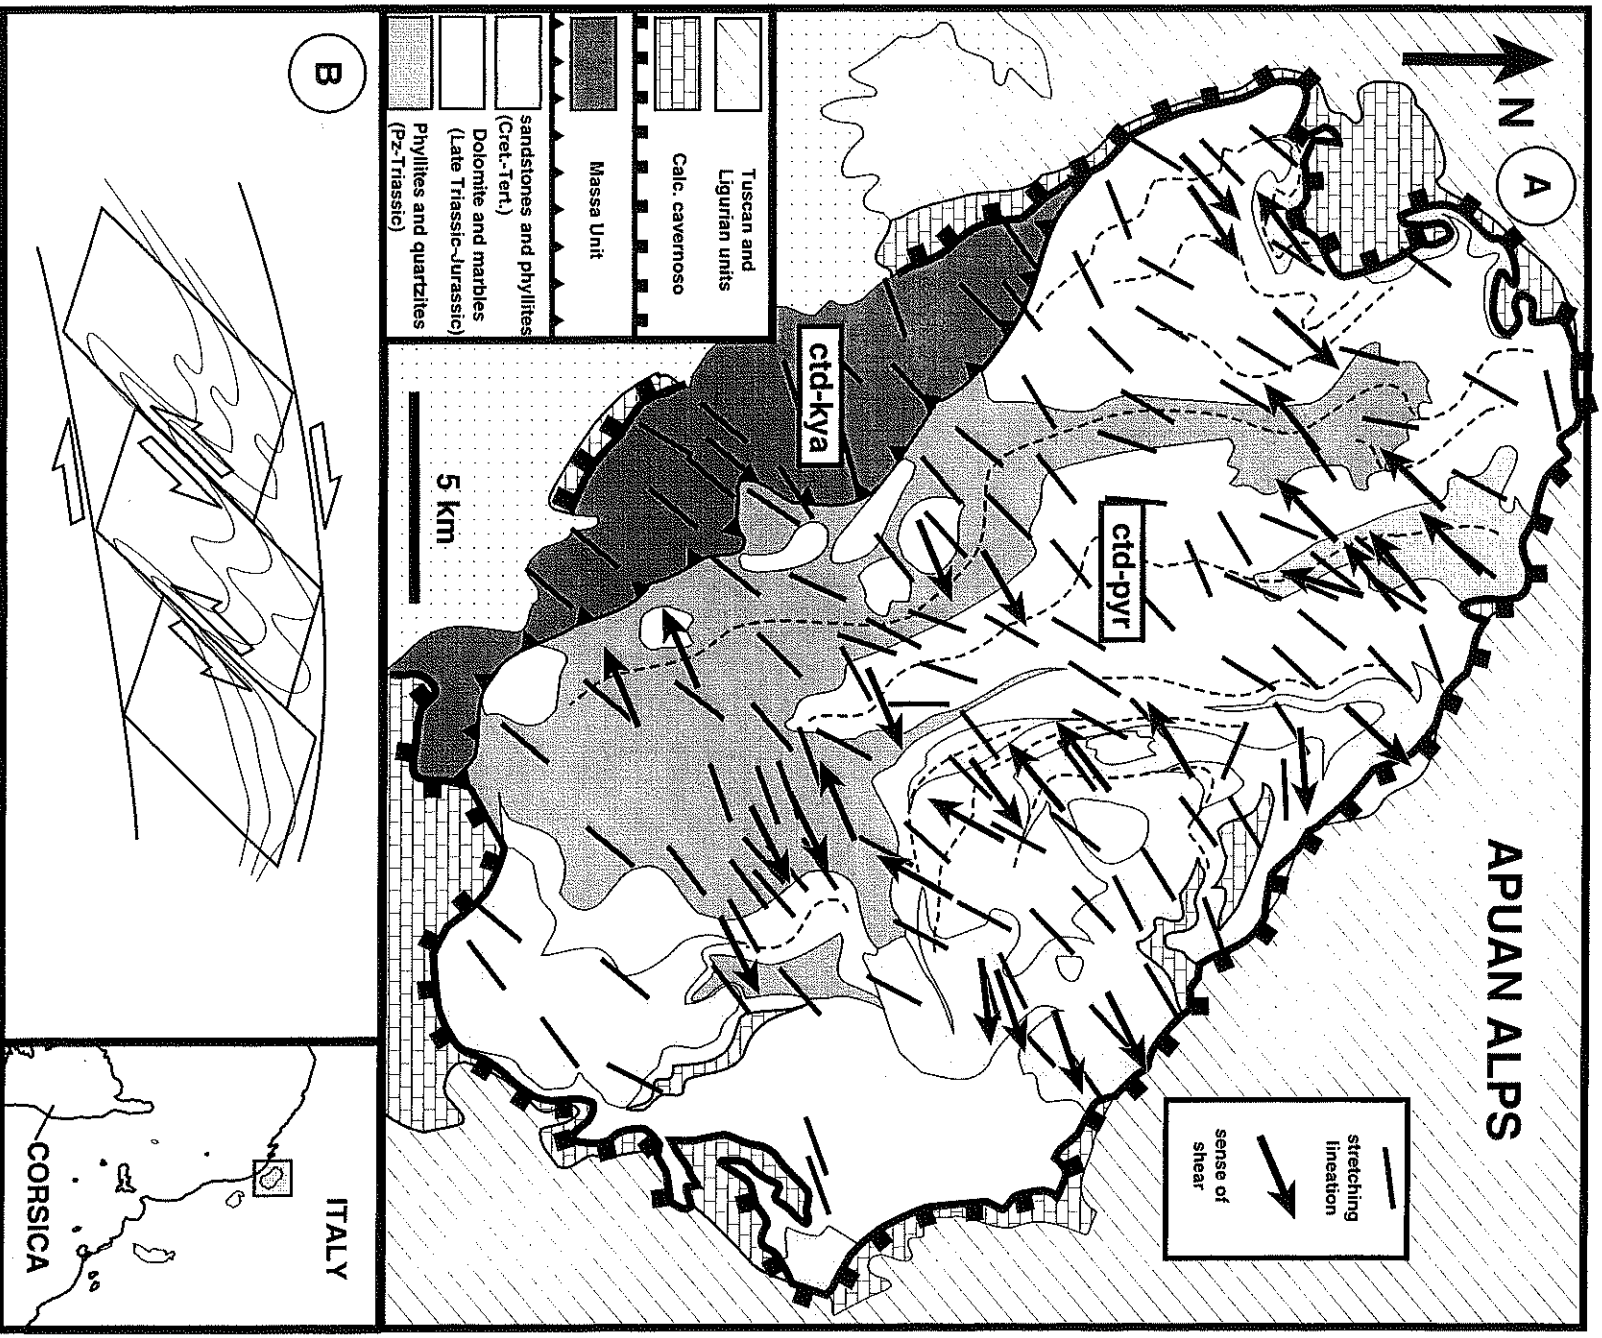 A
N
APUAN ALPS
stretching
lineation
sense of
shear
ctd-pyr
ctd-kya
5 km
Tuscan and
Ligurian units
Calc. cavernoso
Massa Unit
sandstones and phyllites
(Cret.-Tert.)
Dolomite and marbles
(Late Triassic-Jurassic)
Phyllites and quartzites
(Pz-Triassic)
B
ITALY
CORSICA